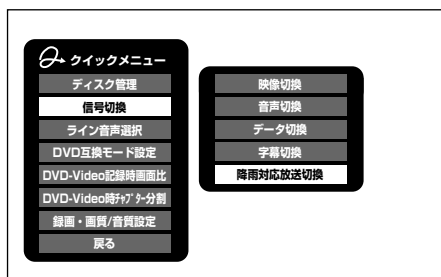 クイックメニュー
ディスク管理
信号切換
ライン音声選択
DVD互換モード設定
DVD-Video記録時画面比
DVD-Video時ﾁｬﾌﾟﾀｰ分割
録画・画質/音質設定
戻る
映像切換
音声切換
データ切換
字幕切換
降雨対応放送切換